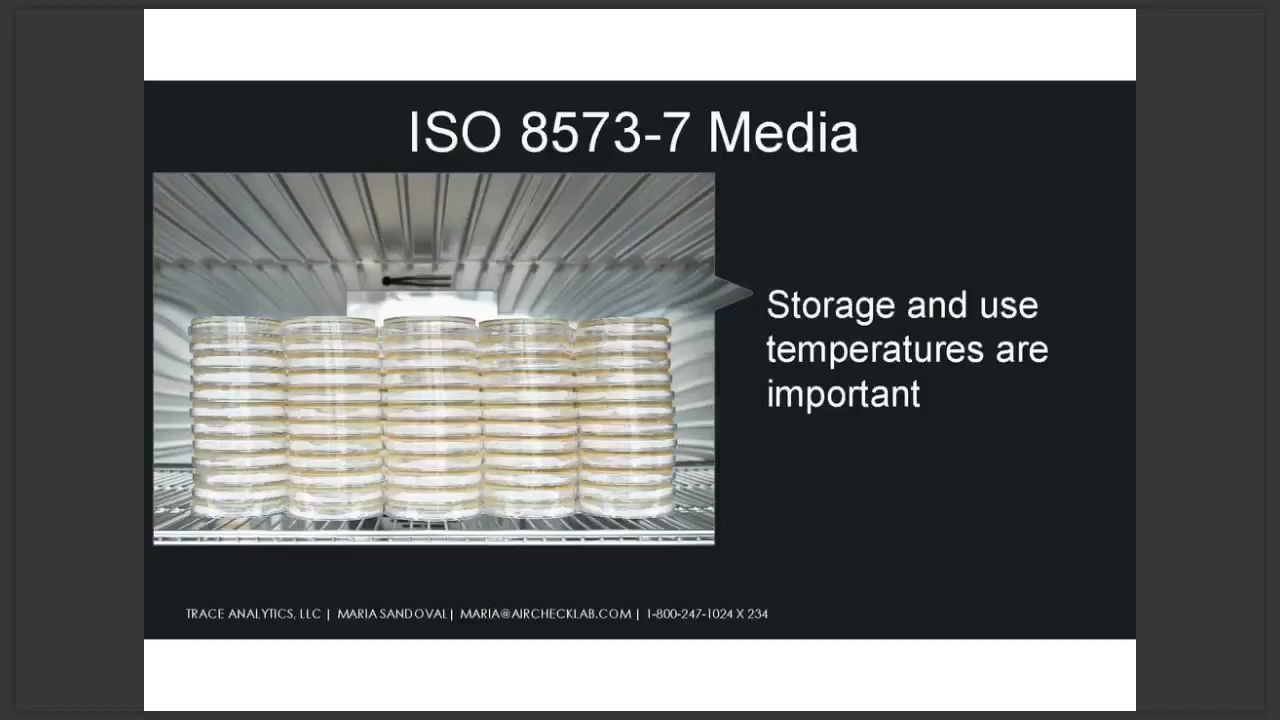 ISO 8573-7 Media
Storage and use
temperatures are
important
TRACE ANALYTICS, LLC | MARIA SANDOVAL| MARIA@AIRCHECKLAB.COM | 1-800-247-1024 X 234